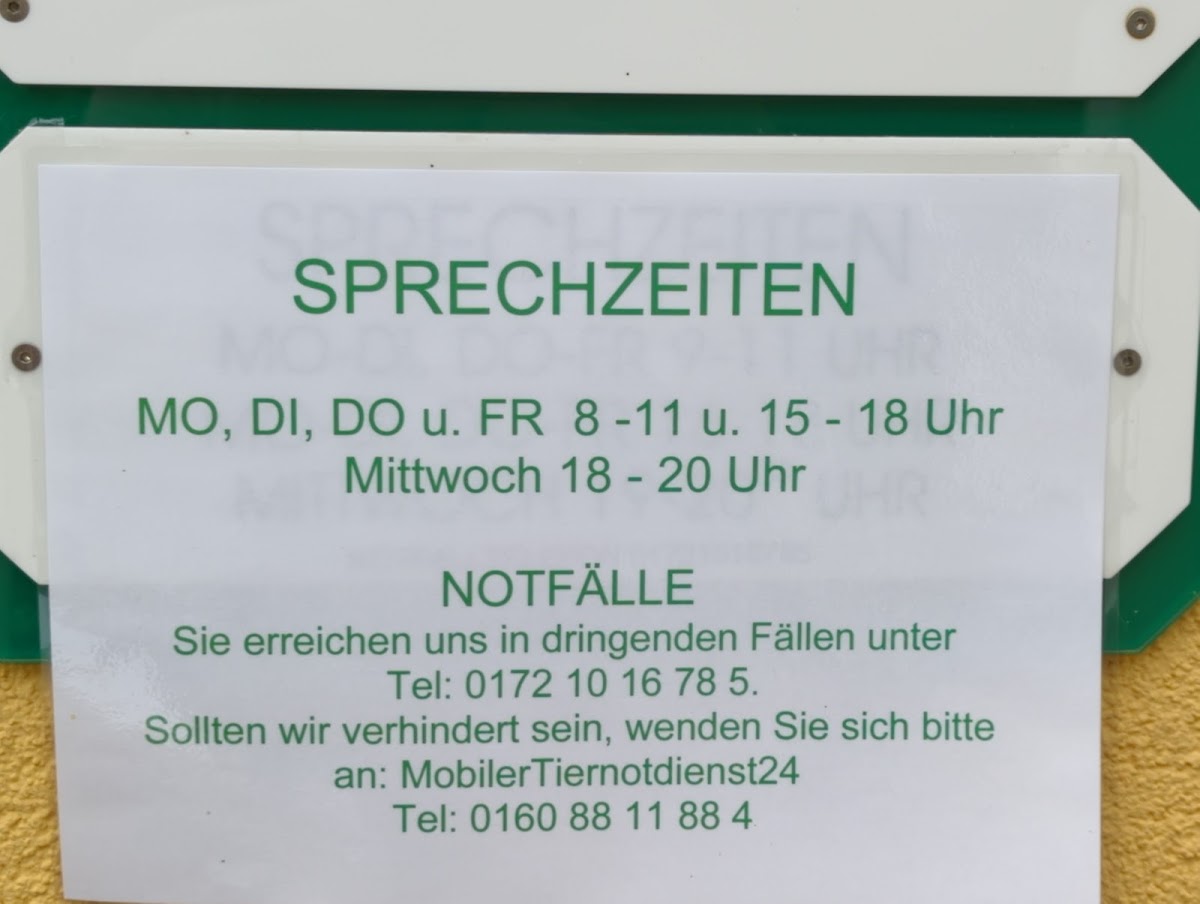 SPRECHZEITEN
MO, DI, DO u. FR 8 -11 u. 15 - 18 Uhr
Mittwoch 18 - 20 Uhr
NOTFÄLLE
Sie erreichen uns in dringenden Fällen unter
Tel: 0172 10 16 78 5.
Sollten wir verhindert sein, wenden Sie sich bitte
an: MobilerTiernotdienst24
Tel: 0160 88 11 88 4